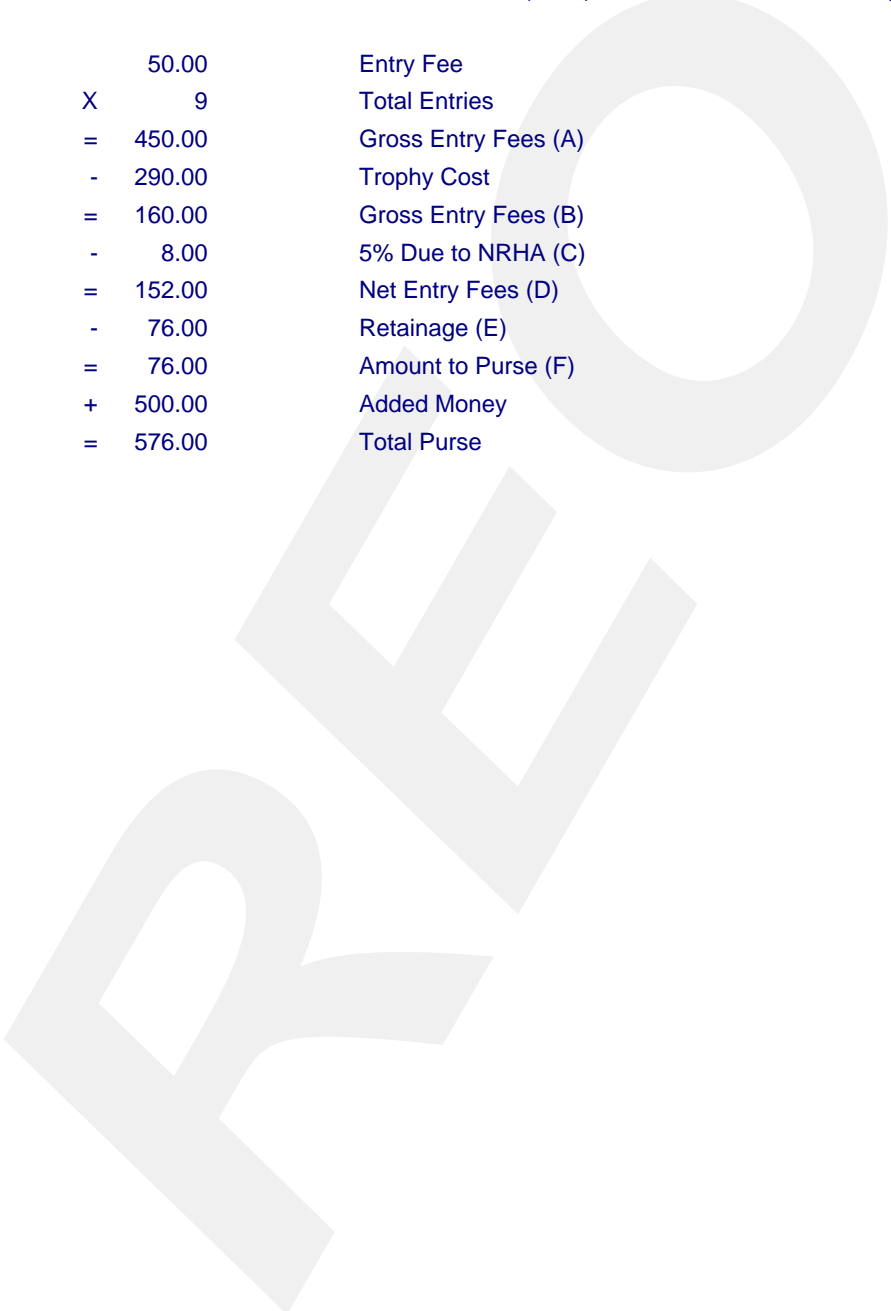 50.00 Entry Fee
X 9 Total Entries
= 450.00 Gross Entry Fees (A)
- 290.00 Trophy Cost
= 160.00 Gross Entry Fees (B)
- 8.00 5% Due to NRHA (C)
= 152.00 Net Entry Fees (D)
- 76.00 Retainage (E)
= 76.00 Amount to Purse (F)
+ 500.00 Added Money
= 576.00 Total Purse
REO